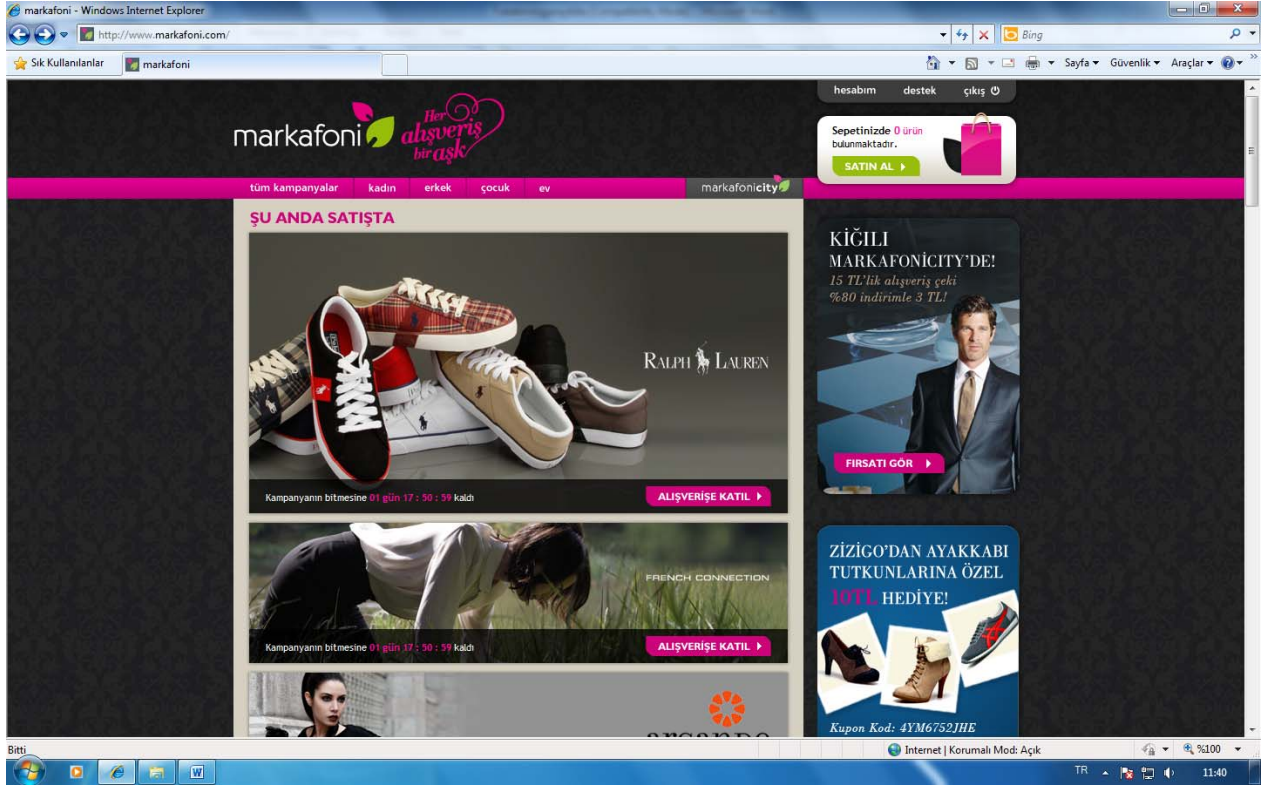 markafoni - Windows Internet Explorer
http://www.markafoni.com/
Bing
Sık Kullanılanlar
markafoni
Sayfa
Güvenlik
Araçlar
hesabım destek çıkış
markafoni
Her
alışveriş
bir aşk
Sepetinizde 0 ürün
bulunmaktadır.
SATIN AL
tüm kampanyalar kadın erkek çocuk ev
markafonicity
ŞU ANDA SATIŞTA
RALPH LAUREN
Kampanyanın bitmesine 01 gün 17 : 50 : 59 kaldı
ALIŞVERİŞE KATIL
FRENCH CONNECTION
Kampanyanın bitmesine 01 gün 17 : 50 : 59 kaldı
ALIŞVERİŞE KATIL
KİĞILI
MARKAFONİCITY'DE!
15 TL'lik alışveriş çeki
%80 indirimle 3 TL!
FIRSATI GÖR
ZİZİGO'DAN AYAKKABI
TUTKUNLARINA ÖZEL
10TL HEDİYE!
Kupon Kod: 4YM6752JHE
Bitti
Internet | Korumalı Mod: Açık
%100
TR
11:40